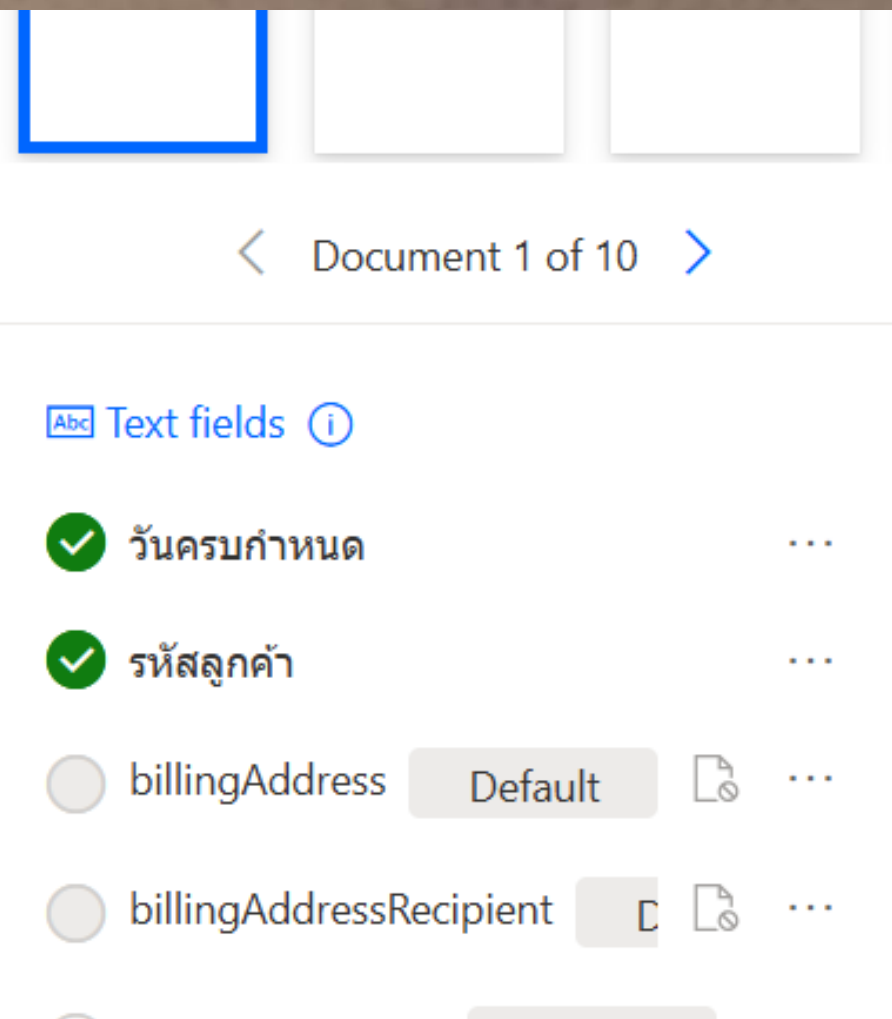 Document 1 of 10
Abc Text fields
วันครบกำหนด
รหัสลูกค้า
billingAddress Default
billingAddressRecipient D